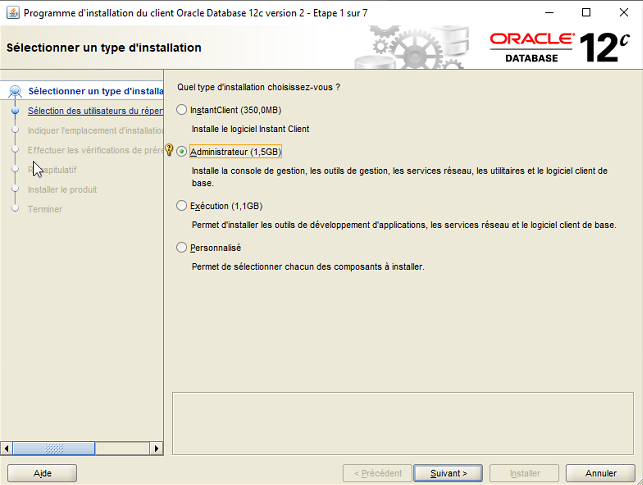 Programme d'installation du client Oracle Database 12c version 2 - Etape 1 sur 7
Sélectionner un type d'installation
ORACLE
DATABASE
12c
Sélectionner un type d'installa
Sélection des utilisateurs du réper
Indiquer l'emplacement d'installation
Effectuer les vérifications de prére
Installer le produit
Terminer
Quel type d'installation choisissez-vous ?
InstantClient (350,0MB)
Installe le logiciel Instant Client
Administrateur (1,5GB)
Installe la console de gestion, les outils de gestion, les services réseau, les utilitaires et le logiciel client de
base.
Exécution (1,1GB)
Permet d'installer les outils de développement d'applications, les services réseau et le logiciel client de base.
Personnalisé
Permet de sélectionner chacun des composants à installer.
Aide
< Précédent
Suivant >
Installer
Annuler